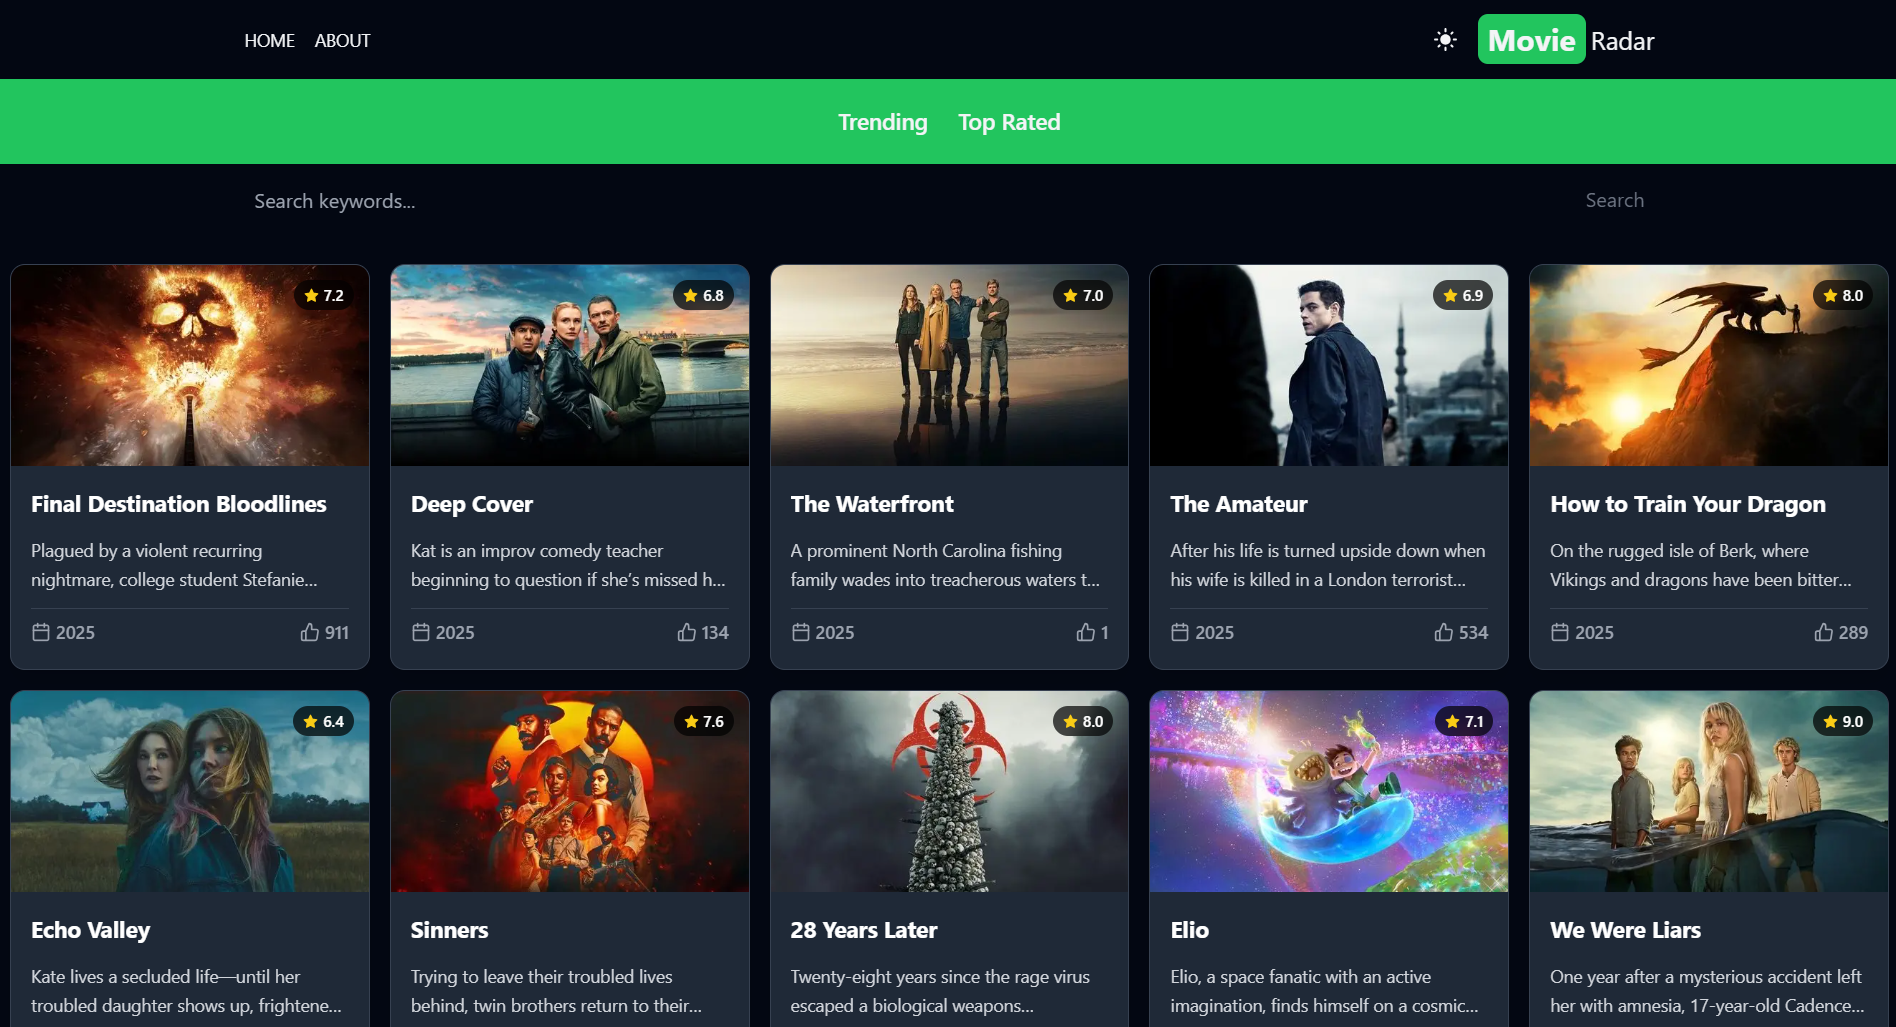 HOME ABOUT Movie Radar
Trending Top Rated
Search keywords... Search
7.2
Final Destination Bloodlines
Plagued by a violent recurring
nightmare, college student Stefanie...
2025 911
6.8
Deep Cover
Kat is an improv comedy teacher
beginning to question if she’s missed h...
2025 134
7.0
The Waterfront
A prominent North Carolina fishing
family wades into treacherous waters t...
2025 1
6.9
The Amateur
After his life is turned upside down when
his wife is killed in a London terrorist...
2025 534
8.0
How to Train Your Dragon
On the rugged isle of Berk, where
Vikings and dragons have been bitter...
2025 289
6.4
Echo Valley
Kate lives a secluded life—until her
troubled daughter shows up, frightene...
7.6
Sinners
Trying to leave their troubled lives
behind, twin brothers return to their...
8.0
28 Years Later
Twenty-eight years since the rage virus
escaped a biological weapons...
7.1
Elio
Elio, a space fanatic with an active
imagination, finds himself on a cosmic...
9.0
We Were Liars
One year after a mysterious accident left
her with amnesia, 17-year-old Cadence...